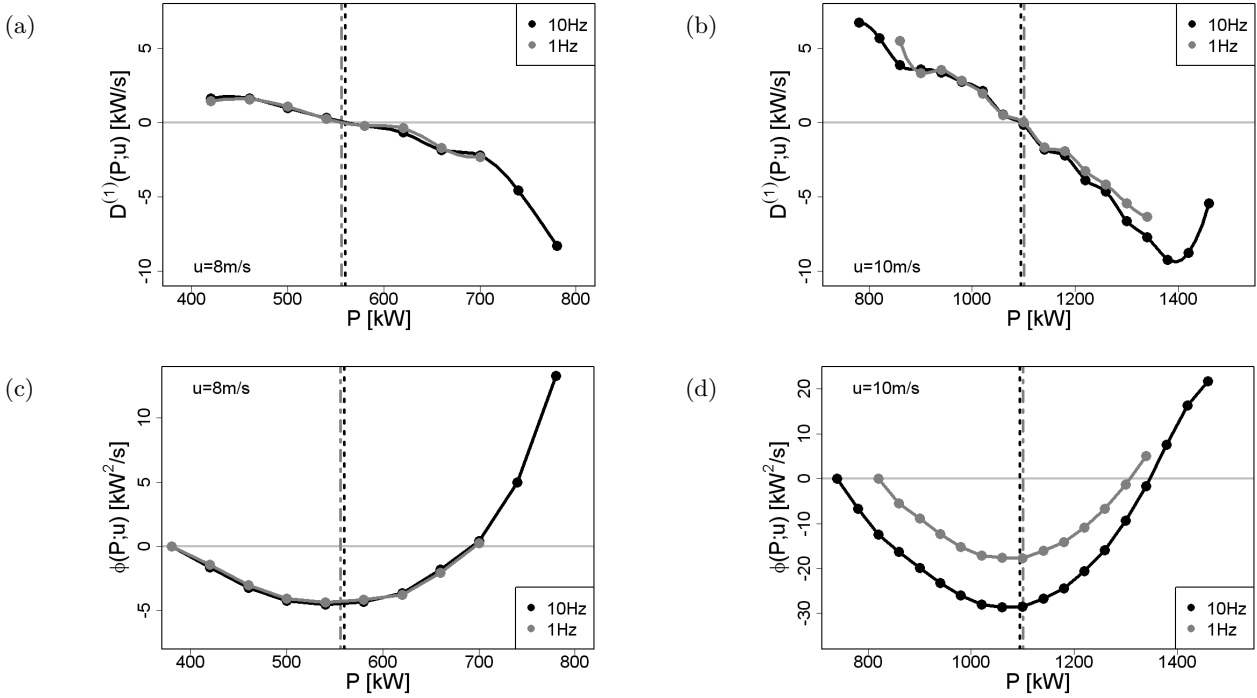 (a)
D(1)(P;u) [kW/s]
5
0
-5
-10
10Hz
1Hz
u=8m/s
400 500 600 700 800
P [kW]
(b)
D(1)(P;u) [kW/s]
5
0
-5
-10
10Hz
1Hz
u=10m/s
800 1000 1200 1400
P [kW]
(c)
ϕ(P;u) [kW2/s]
10
5
0
-5
u=8m/s
10Hz
1Hz
400 500 600 700 800
P [kW]
(d)
ϕ(P;u) [kW2/s]
20
10
0
-10
-20
-30
u=10m/s
10Hz
1Hz
800 1000 1200 1400
P [kW]